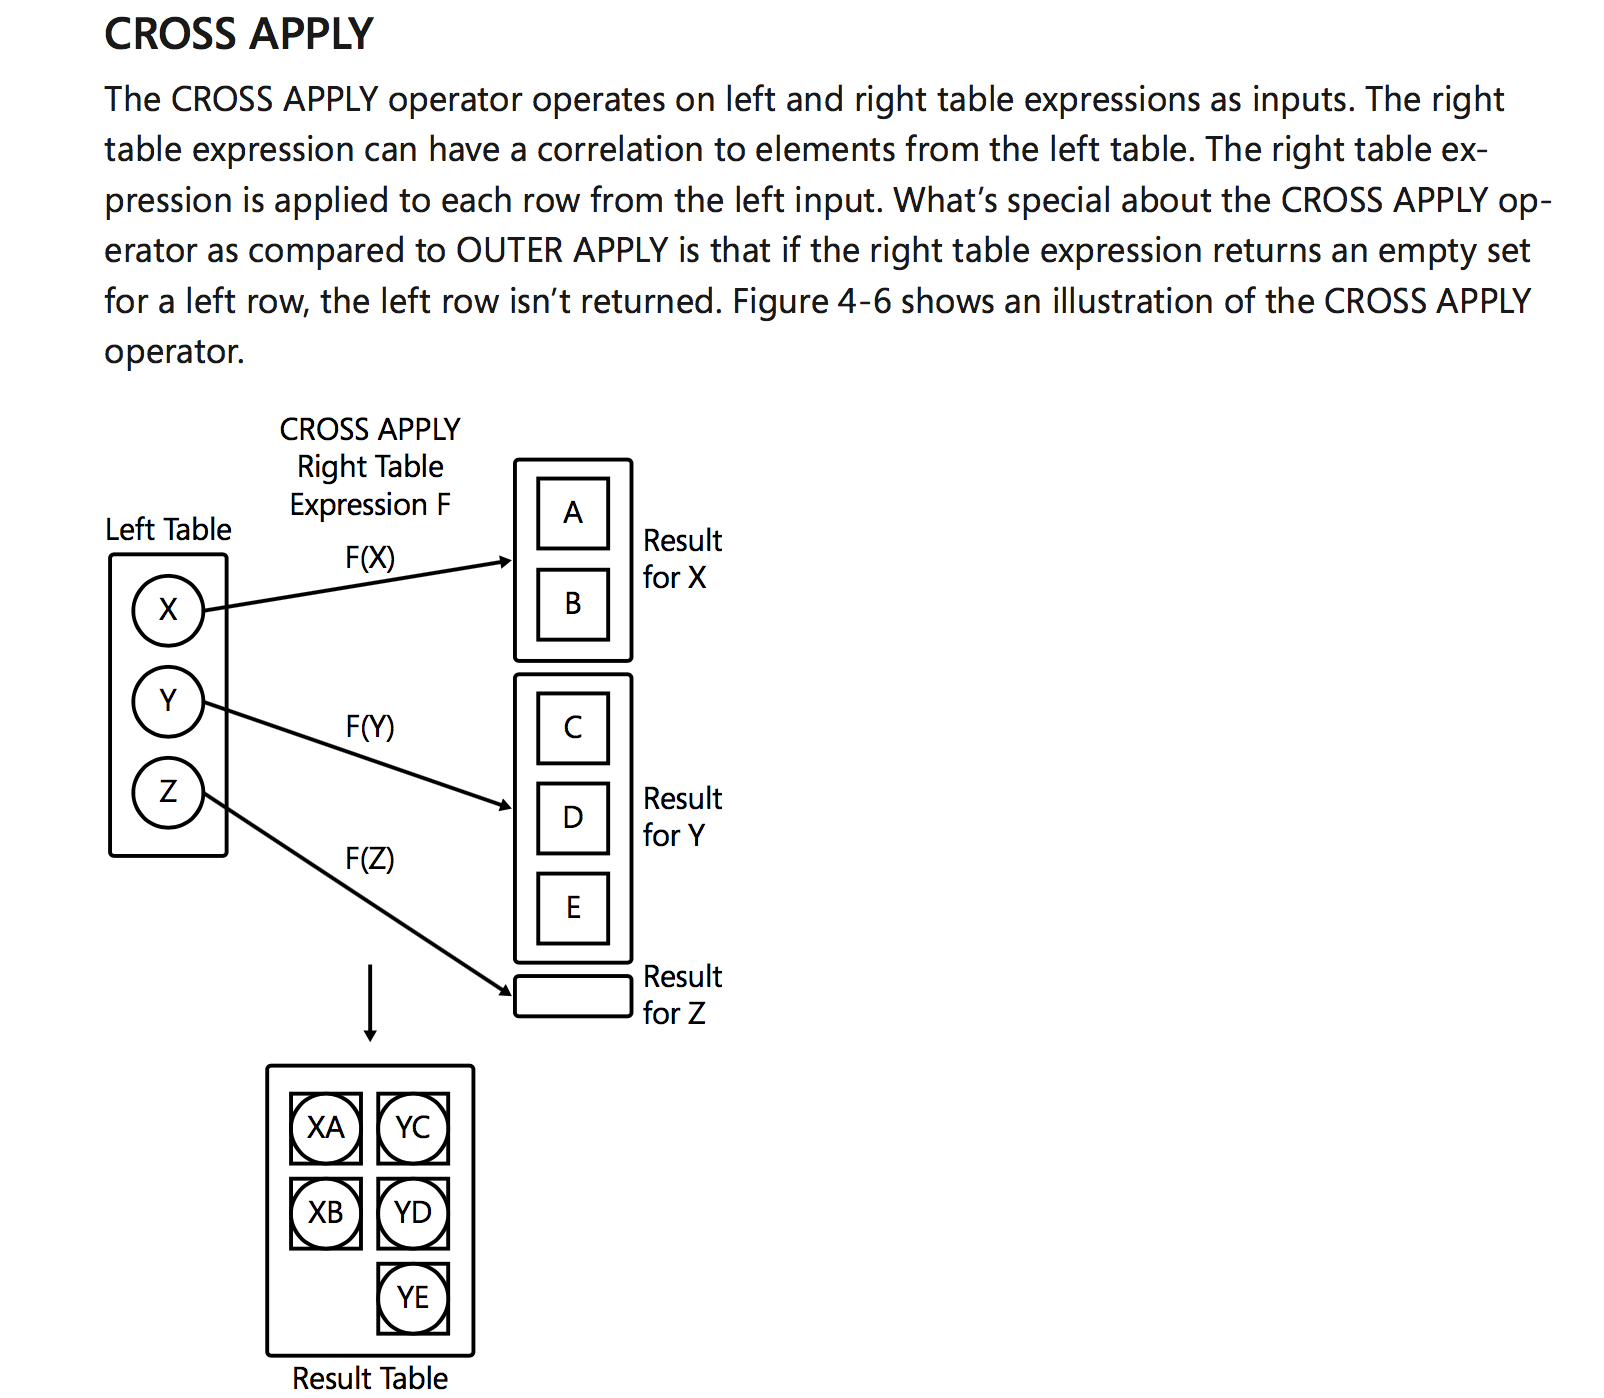 CROSS APPLY
The CROSS APPLY operator operates on left and right table expressions as inputs. The right
table expression can have a correlation to elements from the left table. The right table ex-
pression is applied to each row from the left input. What’s special about the CROSS APPLY op-
erator as compared to OUTER APPLY is that if the right table expression returns an empty set
for a left row, the left row isn’t returned. Figure 4-6 shows an illustration of the CROSS APPLY
operator.
CROSS APPLY
Right Table
Expression F
Left Table
F(X)
X
Y
Z
F(Y)
F(Z)
A
B
Result
for X
C
D
E
Result
for Y
Result
for Z
XA
YC
XB
YD
YE
Result Table